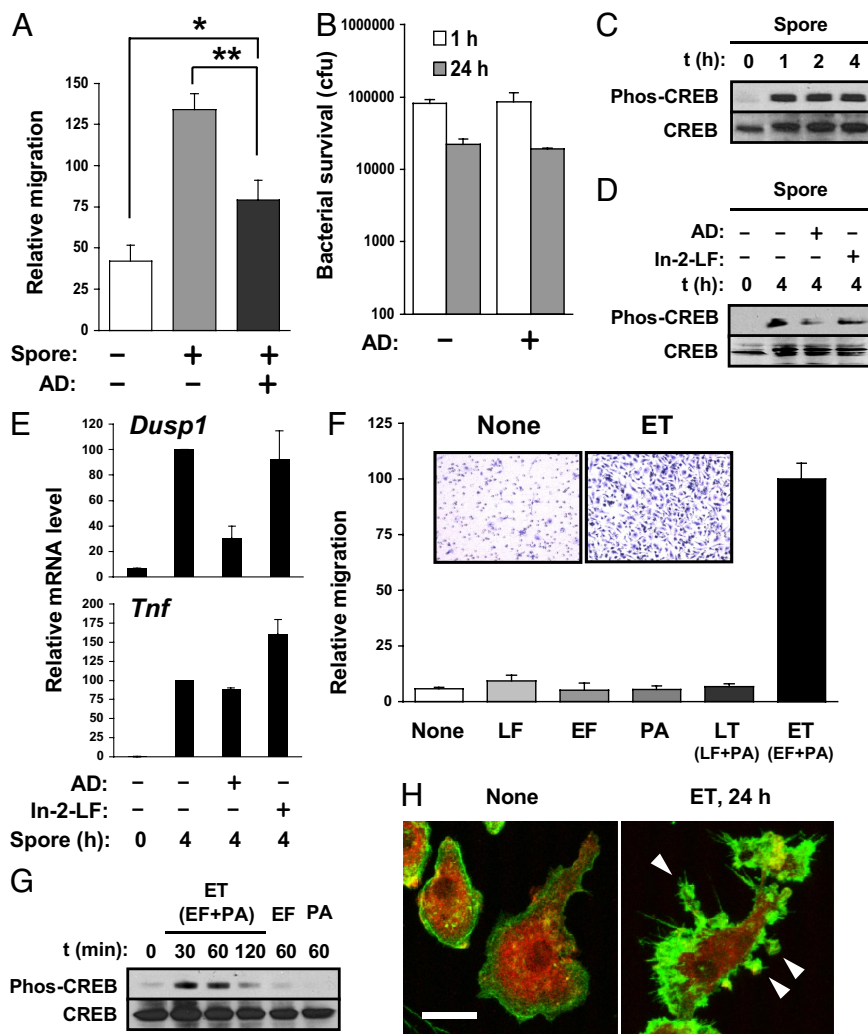 A
* 
**
Relative migration
150
125
100
75
50
25
0
Spore: − + +
AD: − − +
B
1 h
24 h
Bacterial survival (cfu)
1000000
100000
10000
1000
100
AD: − +
C
Spore
t (h): 0 1 2 4
Phos-CREB
CREB
D
Spore
AD: − − + −
In-2-LF: − − − +
t (h): 0 4 4 4
Phos-CREB
CREB
E
Dusp1
120
100
80
60
40
20
0
Relative mRNA level
Tnf
200
175
150
125
100
75
50
25
0
AD: − − + −
In-2-LF: − − − +
Spore (h): 0 4 4 4
F
None ET
Relative migration
125
100
75
50
25
0
None LF EF PA LT ET
(LF+PA) (EF+PA)
G
ET
(EF+PA) EF PA
t (min): 0 30 60 120 60 60
Phos-CREB
CREB
H
None ET, 24 h